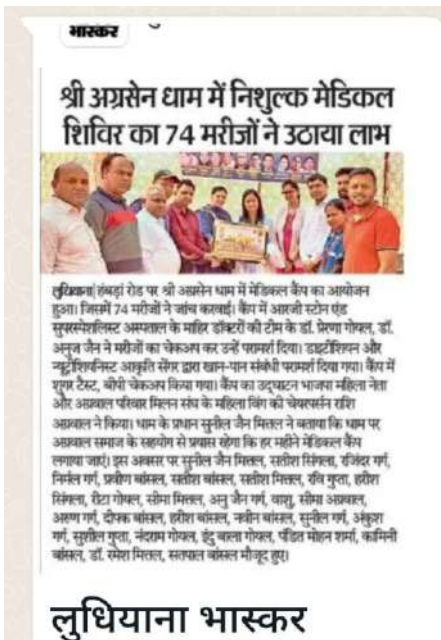 भास्कर
श्री अग्रसेन धाम में निशुल्क मेडिकल
शिविर का 74 मरीजों ने उठाया लाभ
लुधियाना| हंबड़ां रोड पर श्री अग्रसेन धाम में मेडिकल कैंप का आयोजन
हुआ। जिसमें 74 मरीजों ने जांच करवाई। कैंप में आरजी स्टोन एंड
सुपरस्पेशलिस्ट अस्पताल के माहिर डॉक्टरों की टीम के डॉ. प्रेरणा गोयल, डॉ.
अनुज जैन ने मरीजों का चेकअप कर उन्हें परामर्श दिया। डाइटीशियन और
न्यूट्रीशियनिस्ट आकृति सेंगर द्वारा खान-पान संबंधी परामर्श दिया गया। कैंप में
शुगर टैस्ट, बीपी चेकअप किया गया। कैंप का उद्घाटन भाजपा महिला नेता
और अग्रवाल परिवार मिलन संघ के महिला विंग की चेयरपर्सन राशि
अग्रवाल ने किया। धाम के प्रधान सुनील जैन मित्तल ने बताया कि धाम पर
अग्रवाल समाज के सहयोग से प्रयास रहेगा कि हर महीने मेडिकल कैंप
लगाया जाएं। इस अवसर पर सुनील जैन मित्तल, सतीश सिंगला, रजिंदर गर्ग,
निर्मल गर्ग, प्रवीण बांसल, सतीश बांसल, सतीश मित्तल, रवि गुप्ता, हरीश
सिंगला, रीटा गोयल, सीमा मित्तल, अनु जैन गर्ग, वाशु, सीमा अग्रवाल,
अरुण गर्ग, दीपक बांसल, हरीश बांसल, नवीन बांसल, सुनील गर्ग, अंकुश
गर्ग, सुशील गुप्ता, नंदराम गोयल, इंदु बाला गोयल, पंडित मोहन शर्मा, कामिनी
बांसल, डॉ. रमेश मित्तल, सतपाल बांसल मौजूद हुए।
लुधियाना भास्कर